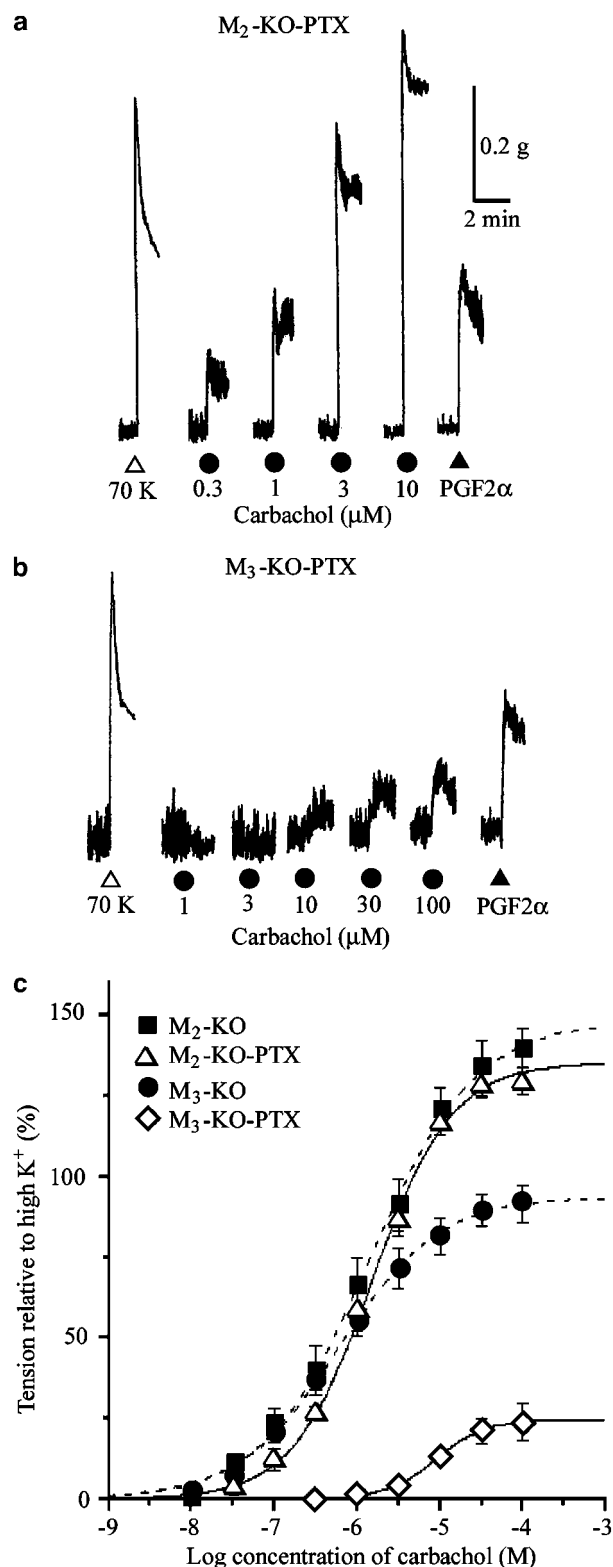 a
M₂-KO-PTX
0.2 g
2 min
70 K 0.3 1 3 10 PGF2α
Carbachol (µM)
b
M₃-KO-PTX
70 K 1 3 10 30 100 PGF2α
Carbachol (µM)
c
150
100
50
0
Tension relative to high K⁺ (%)
M₂-KO
M₂-KO-PTX
M₃-KO
M₃-KO-PTX
-9 -8 -7 -6 -5 -4 -3
Log concentration of carbachol (M)